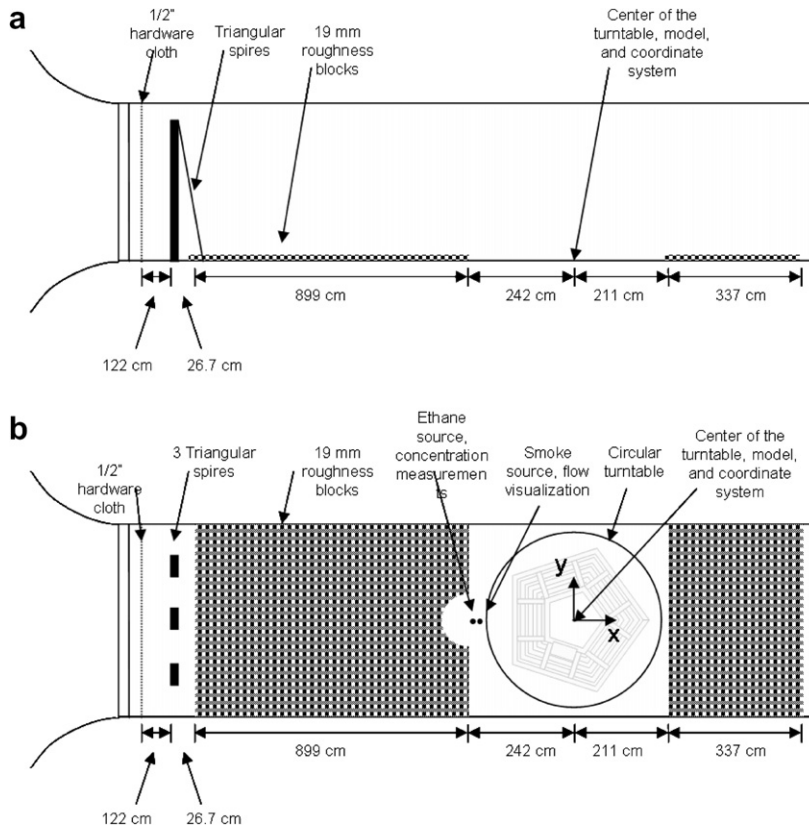 a
1/2"
hardware
cloth
Triangular
spires
19 mm
roughness
blocks
Center of the
turntable, model,
and coordinate
system
899 cm
242 cm
211 cm
337 cm
122 cm
26.7 cm
b
1/2"
hardware
cloth
3 Triangular
spires
19 mm
roughness
blocks
Ethane
source,
concentration
measuremen
ts
Smoke
source, flow
visualization
Circular
turntable
Center of the
turntable, model,
and coordinate
system
y
x
899 cm
242 cm
211 cm
337 cm
122 cm
26.7 cm